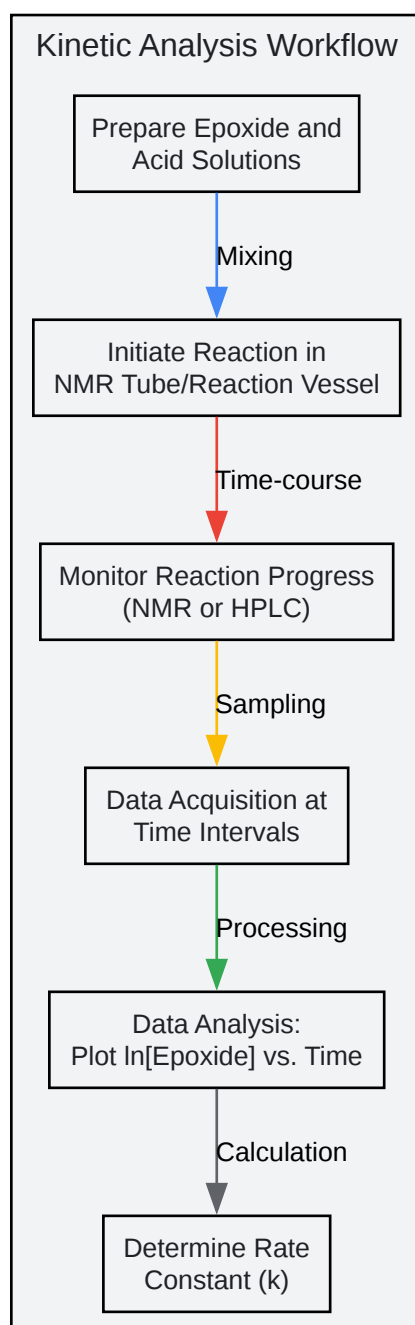 Kinetic Analysis Workflow
Prepare Epoxide and
Acid Solutions
Mixing
Initiate Reaction in
NMR Tube/Reaction Vessel
Time-course
Monitor Reaction Progress
(NMR or HPLC)
Sampling
Data Acquisition at
Time Intervals
Processing
Data Analysis:
Plot ln[Epoxide] vs. Time
Calculation
Determine Rate
Constant (k)